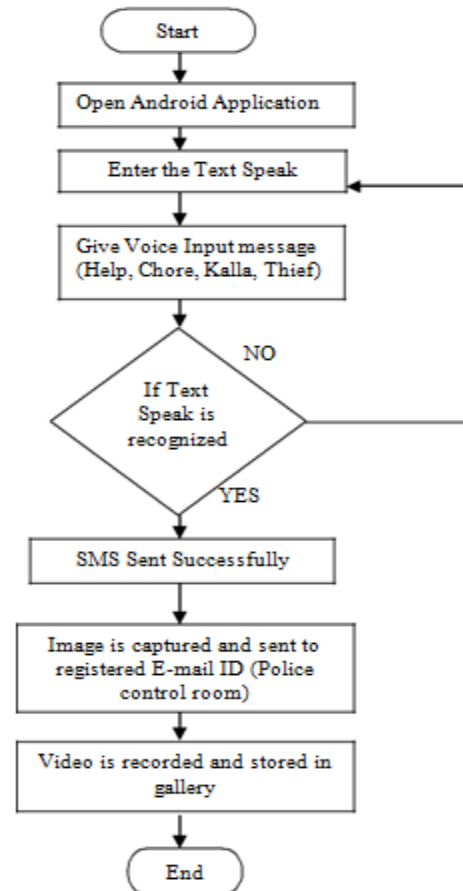 Start
Open Android Application
Enter the Text Speak
Give Voice Input message
(Help, Chore, Kalla, Thief)
NO
If Text
Speak is
recognized
YES
SMS Sent Successfully
Image is captured and sent to
registered E-mail ID (Police
control room)
Video is recorded and stored in
gallery
End